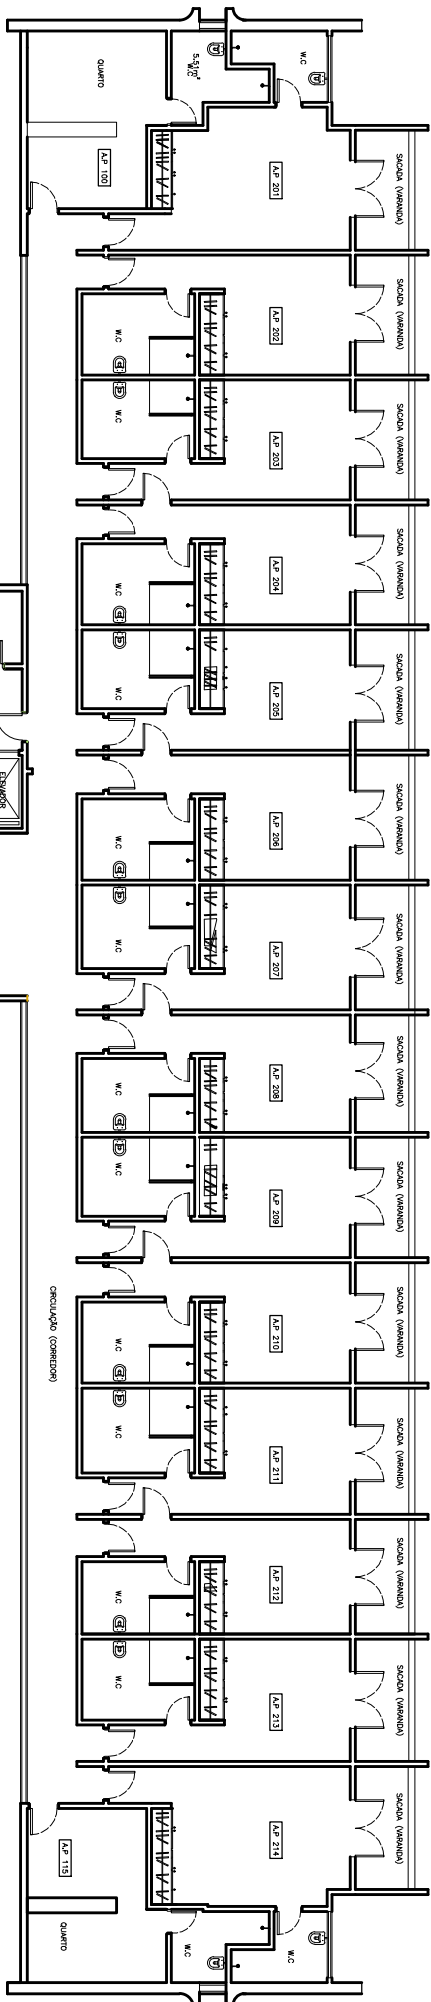 SACADA (VARANDA)
W.C
5.51m²
W.C
QUARTO
A.P 100
A.P 201
SACADA (VARANDA)
A.P 202
W.C
SACADA (VARANDA)
A.P 203
W.C
SACADA (VARANDA)
A.P 204
W.C
SACADA (VARANDA)
A.P 205
W.C
SACADA (VARANDA)
A.P 206
W.C
ELEVADOR
SACADA (VARANDA)
A.P 207
W.C
SACADA (VARANDA)
A.P 208
W.C
SACADA (VARANDA)
A.P 209
W.C
SACADA (VARANDA)
A.P 210
W.C
CIRCULAÇÃO (CORREDOR)
SACADA (VARANDA)
A.P 211
W.C
SACADA (VARANDA)
A.P 212
W.C
SACADA (VARANDA)
A.P 213
W.C
SACADA (VARANDA)
A.P 214
A.P 115
QUARTO
W.C
W.C